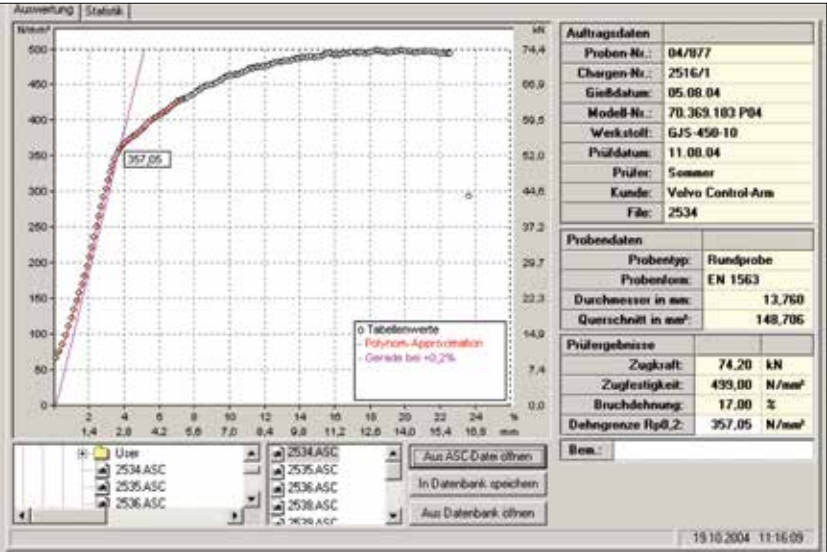 Auswertung Statistik
N/mm²
kN
500
450
400
350
300
250
200
150
100
50
0
74,4
66,9
59,5
52,0
44,6
37,2
29,7
22,3
14,9
7,4
0,0
357,05
o Tabellenwerte
- Polynom-Approximation
- Gerade bei +0,2%
2 4 6 8 10 12 14 16 18 20 22 24 %
1,4 2,8 4,2 5,6 7,0 8,4 9,8 11,2 12,6 14,0 15,4 16,8 mm
Auftragsdaten
Proben-Nr.: 04/877
Chargen-Nr.: 2516/1
Gießdatum: 05.08.04
Modell-Nr.: 70.369.103 P04
Werkstoff: GJS-450-10
Prüfdatum: 11.08.04
Prüfer: Sommer
Kunde: Volvo Control-Arm
File: 2534
Probendaten
Probentyp: Rundprobe
Probenform: EN 1563
Durchmesser in mm: 13,760
Querschnitt in mm²: 148,706
Prüfergebnisse
Zugkraft: 74,20 kN
Zugfestigkeit: 499,00 N/mm²
Bruchdehnung: 17,00 %
Dehngrenze Rp0,2: 357,05 N/mm²
Bem.:
User
2534.ASC
2535.ASC
2536.ASC
2534.ASC
2535.ASC
2536.ASC
2538.ASC
2539.ASC
Aus ASC-Datei öffnen
In Datenbank speichern
Aus Datenbank öffnen
19.10.2004 11:16:09